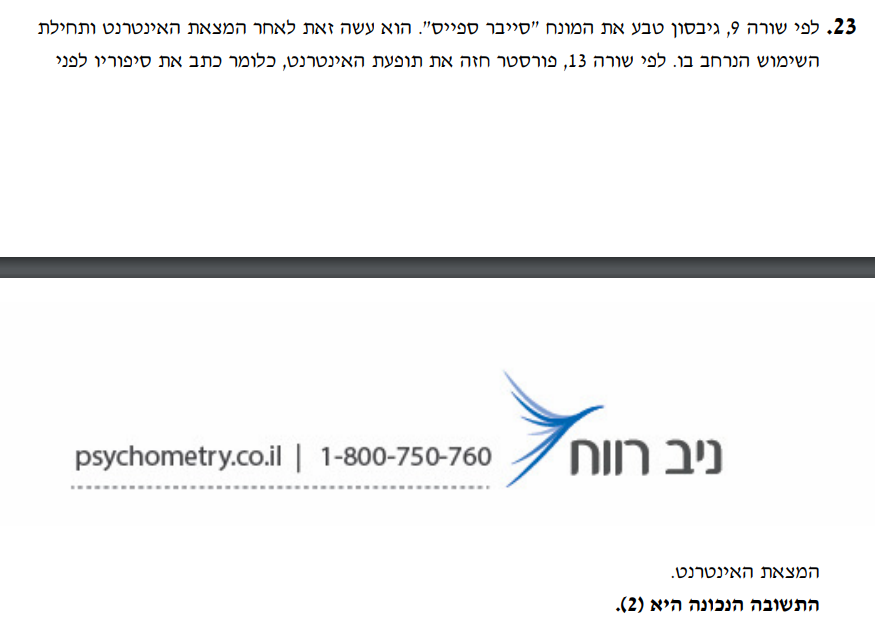 23. לפי שורה 9, גיבסון טבע את המונח "סייבר ספייס". הוא עשה זאת לאחר המצאת האינטרנט ותחילת
השימוש הנרחב בו. לפי שורה 13, פורסטר חזה את תופעת האינטרנט, כלומר כתב את סיפוריו לפני
ניב רווח
psychometry.co.il | 1-800-750-760
המצאת האינטרנט.
התשובה הנכונה היא (2).